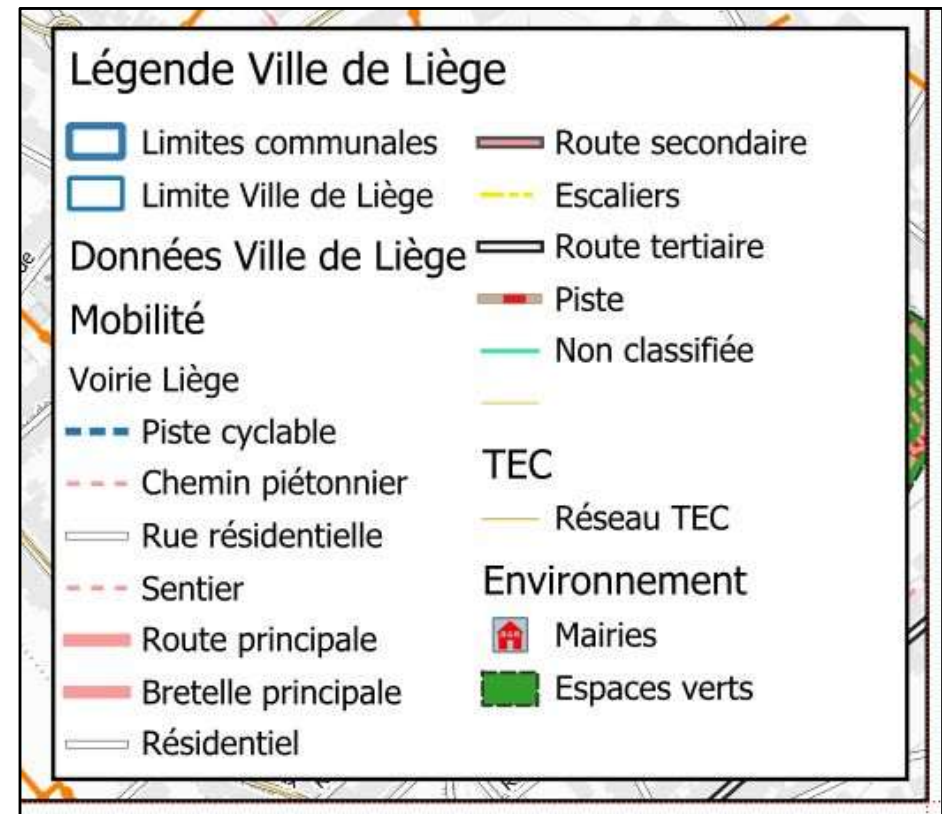 Légende Ville de Liège
Limites communales
Limite Ville de Liège
Données Ville de Liège
Mobilité
Voirie Liège
Piste cyclable
Chemin piétonnier
Rue résidentielle
Sentier
Route principale
Bretelle principale
Résidentiel
Route secondaire
Escaliers
Route tertiaire
Piste
Non classifiée
TEC
Réseau TEC
Environnement
Mairies
Espaces verts